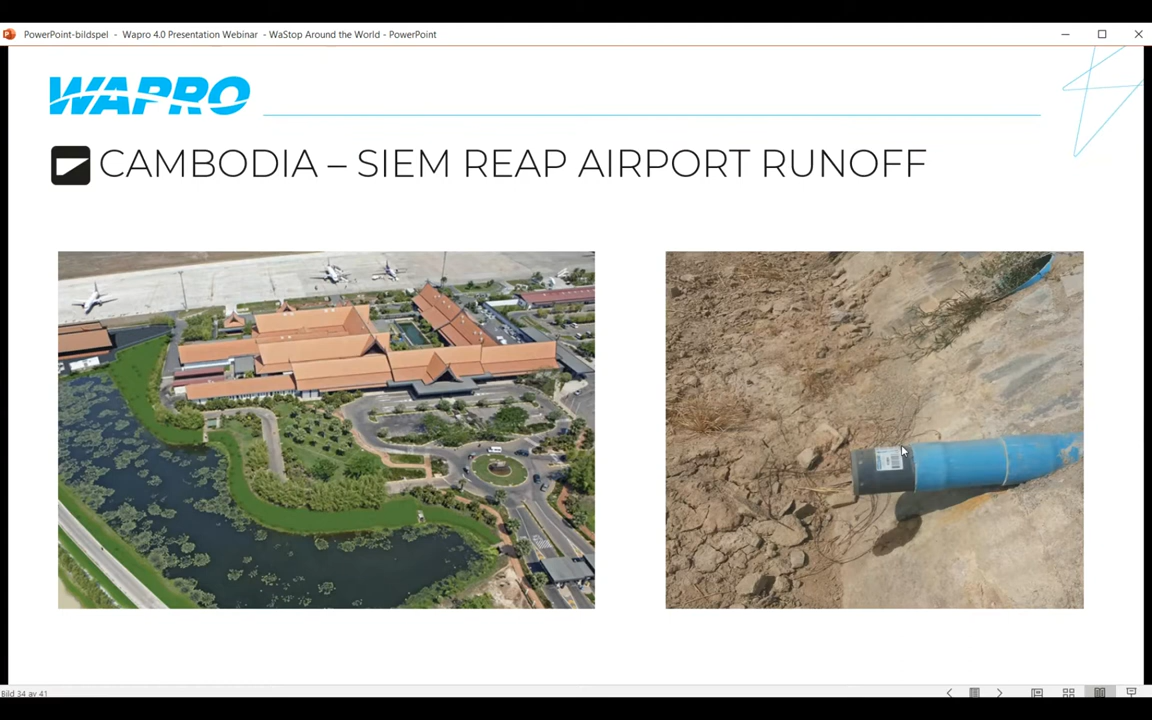 PowerPoint-bildspel - Wapro 4.0 Presentation Webinar - WaStop Around the World - PowerPoint
WAPRO
CAMBODIA – SIEM REAP AIRPORT RUNOFF
Bild 34 av 41